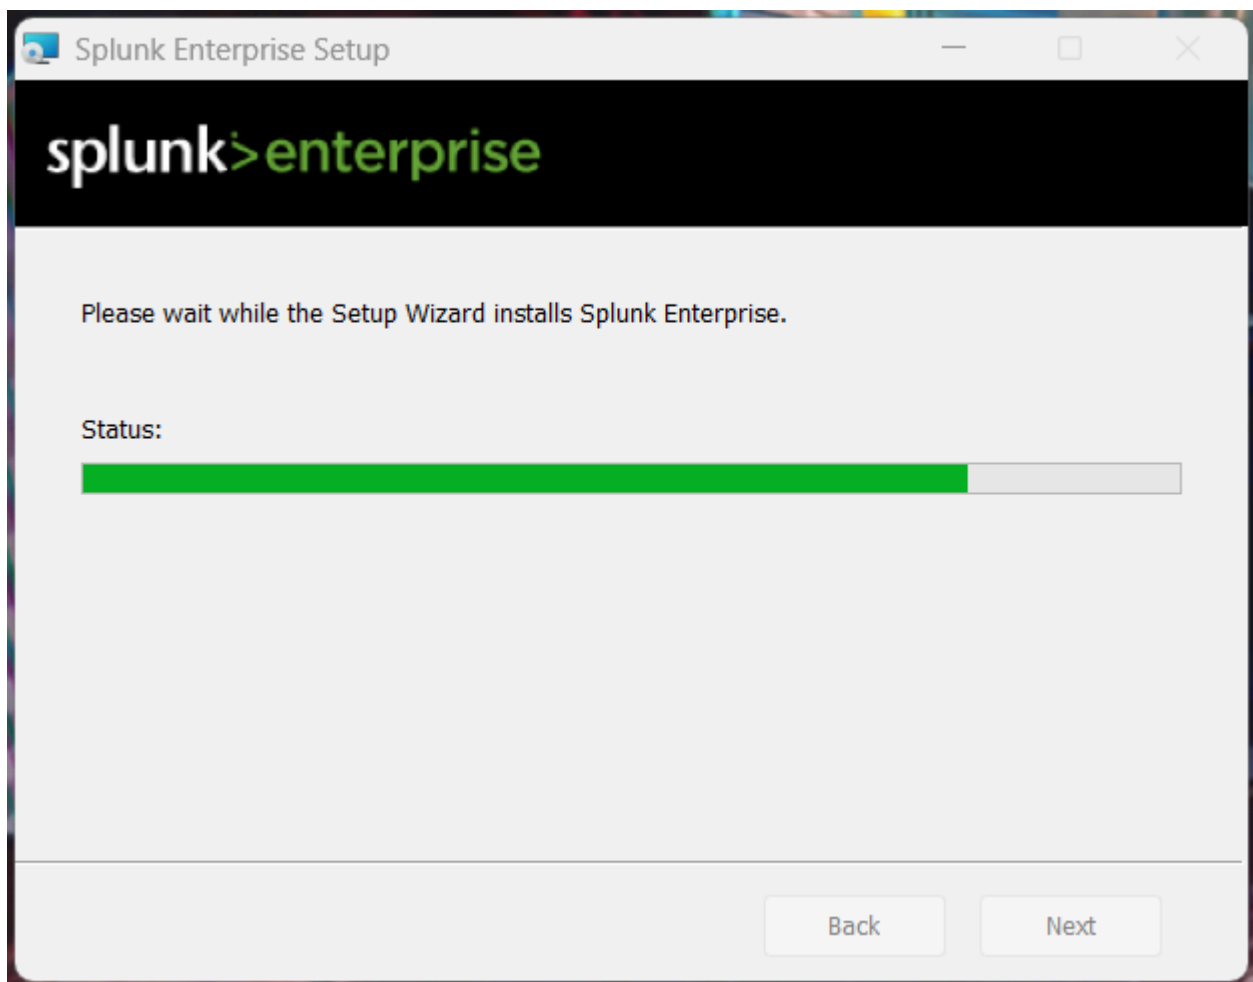 Splunk Enterprise Setup
splunk>enterprise
Please wait while the Setup Wizard installs Splunk Enterprise.
Status:
Back
Next